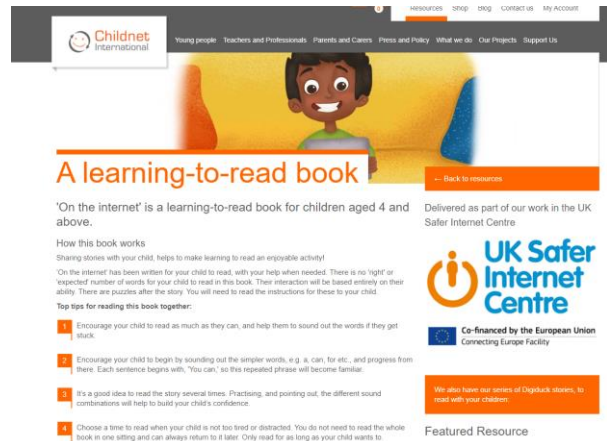 Resources Shop Blog Contact us My Account
Childnet
International
Young people Teachers and Professionals Parents and Carers Press and Policy What we do Our Projects Support Us
A learning-to-read book
'On the internet' is a learning-to-read book for children aged 4 and
above.
How this book works
Sharing stories with your child, helps to make learning to read an enjoyable activity!
'On the internet' has been written for your child to read, with your help when needed. There is no 'right' or
'expected' number of words for your child to read in this book. Their interaction will be based entirely on their
ability. There are puzzles after the story. You will need to read the instructions for these to your child.
Top tips for reading this book together:
1 Encourage your child to read as much as they can, and help them to sound out the words if they get
stuck.
2 Encourage your child to begin by sounding out the simpler words, e.g. a, can, for etc., and progress from
there. Each sentence begins with, 'You can,' so this repeated phrase will become familiar.
3 It's a good idea to read the story several times. Practising, and pointing out, the different sound
combinations will help to build your child's confidence.
4 Choose a time to read when your child is not too tired or distracted. You do not need to read the whole
book in one sitting and can always return to it later. Only read for as long as your child wants to
← Back to resources
Delivered as part of our work in the UK
Safer Internet Centre
UK Safer
Internet
Centre
Co-financed by the European Union
Connecting Europe Facility
We also have our series of Digiduck stories, to
read with your children:
Featured Resource